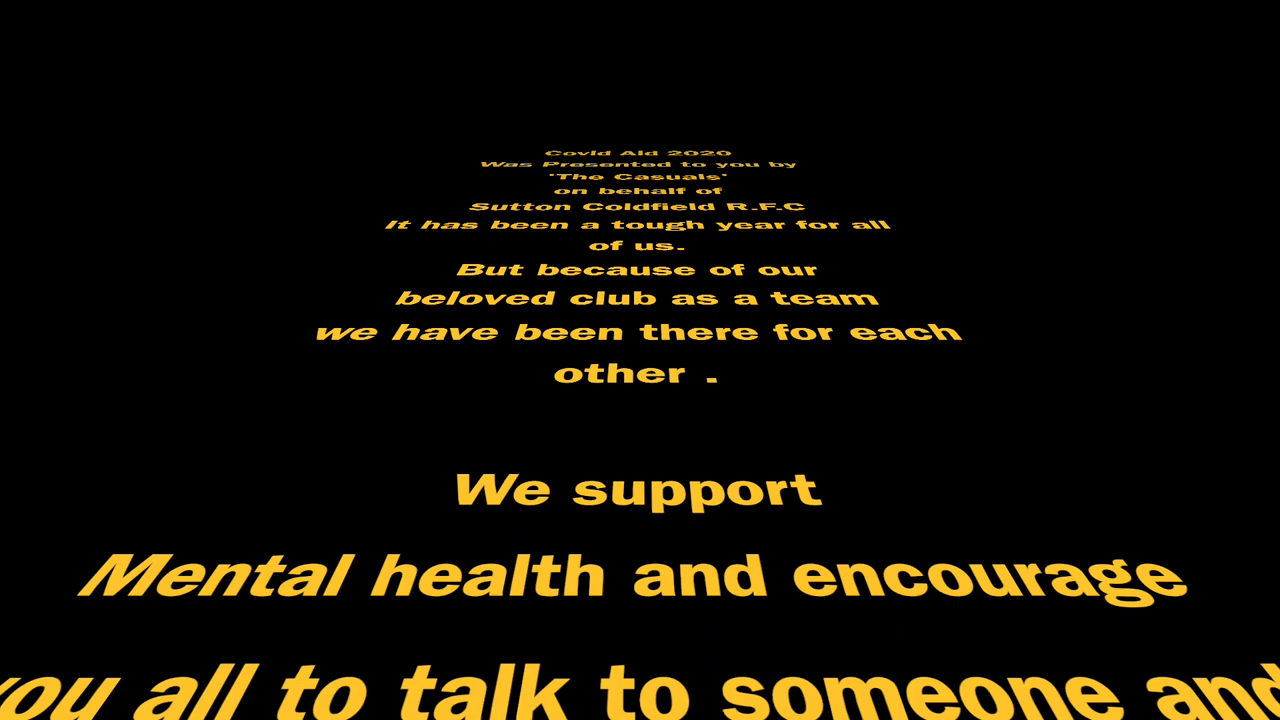 Covid Aid 2020
Was Presented to you by
'The Casuals'
on behalf of
Sutton Coldfield R.F.C
It has been a tough year for all
of us.
But because of our
beloved club as a team
we have been there for each
other .
We support
Mental health and encourage
you all to talk to someone and